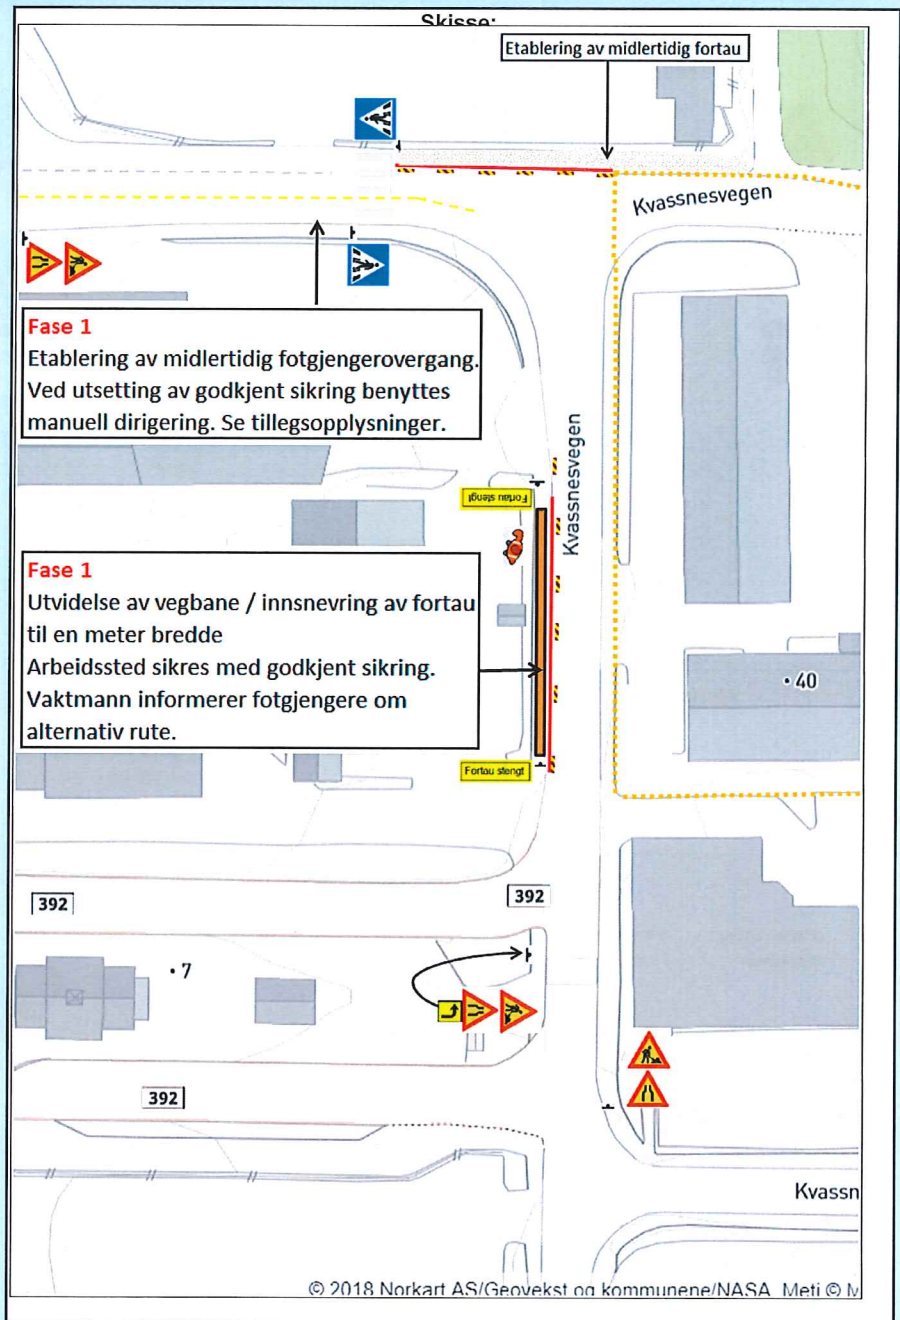 Skisse:
Etablering av midlertidig fortau
Kvassnesvegen
Fase 1
Etablering av midlertidig fotgjengerovergang.
Ved utsetting av godkjent sikring benyttes
manuell dirigering. Se tillegsopplysninger.
Kvassnesvegen
Fortau stengt
Fase 1
Utvidelse av vegbane / innsnevring av fortau
til en meter bredde
Arbeidssted sikres med godkjent sikring.
Vaktmann informerer fotgjengere om
alternativ rute.
40
Fortau stengt
392
392
7
392
Kvassn
© 2018 Norkart AS/Geovekst og kommunene/NASA, Meti © M